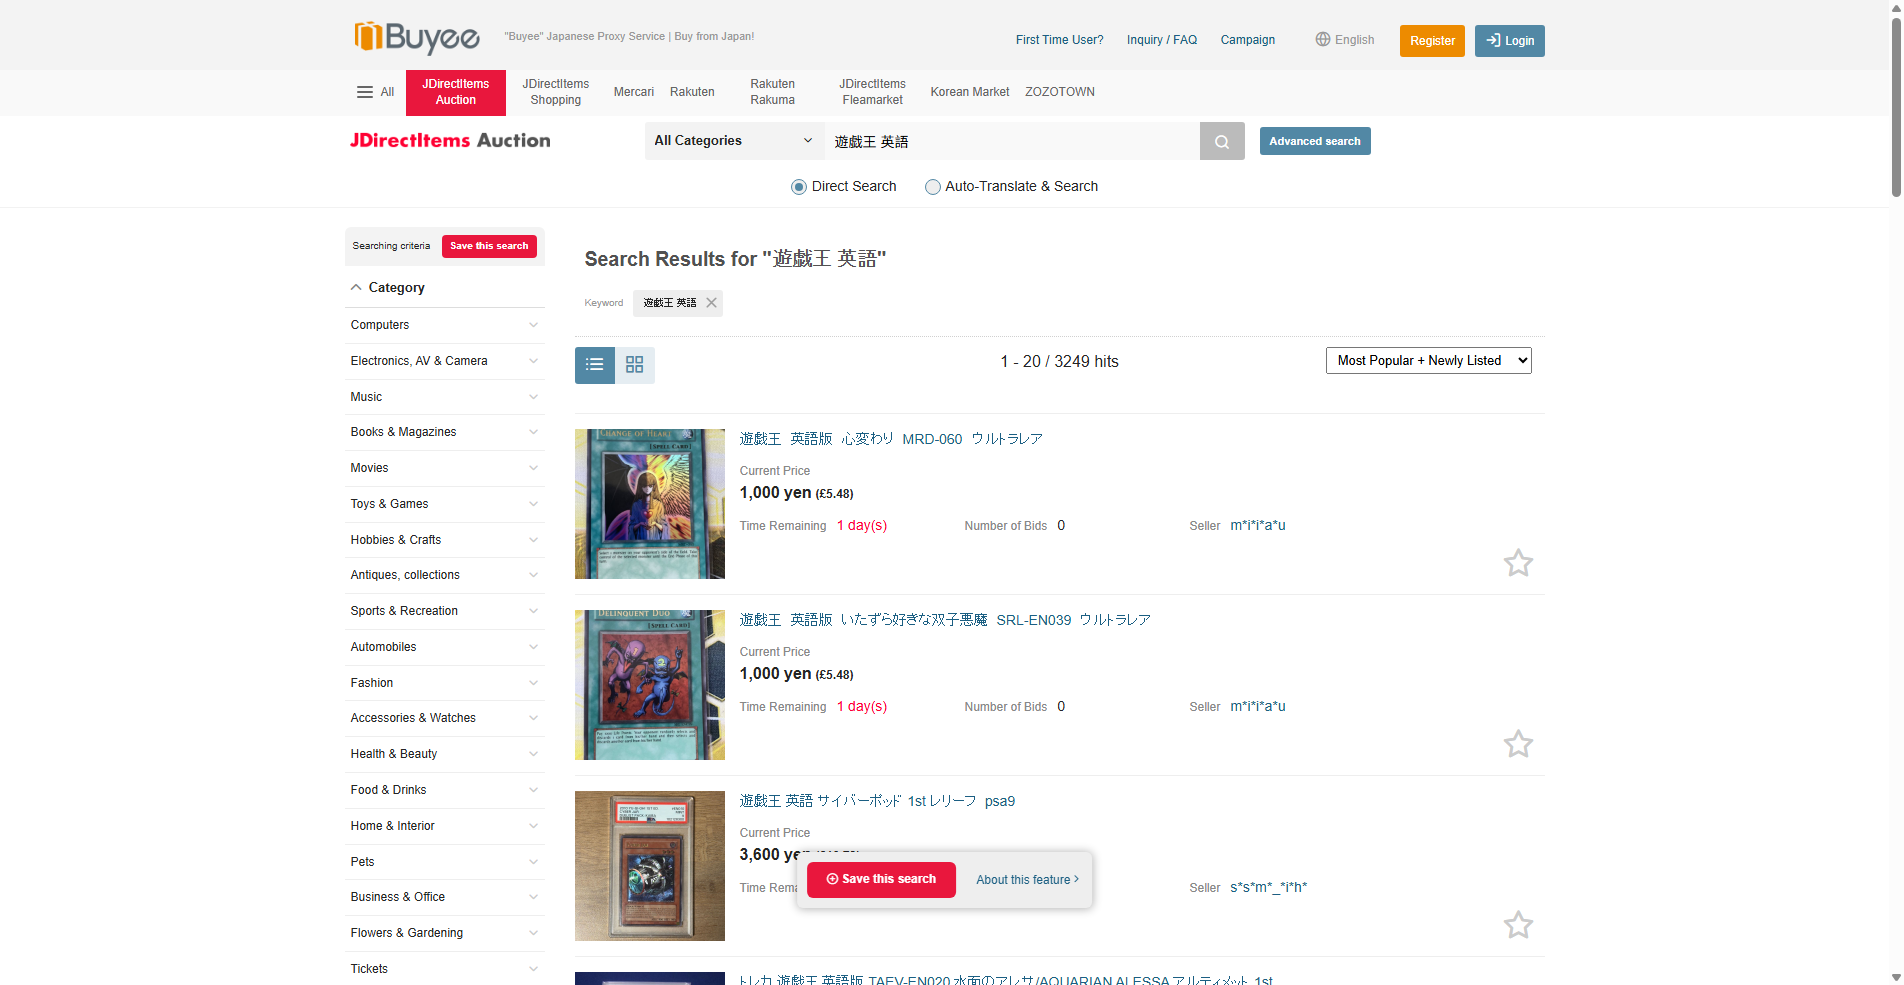 Buyee
"Buyee" Japanese Proxy Service | Buy from Japan!
First Time User?
Inquiry / FAQ
Campaign
English
Register
Login
All
JDirectItems Auction
JDirectItems Shopping
Mercari
Rakuten
Rakuten Rakuma
JDirectItems Fleamarket
Korean Market
ZOZOTOWN
JDirectItems Auction
All Categories
遊戯王 英語
Advanced search
Direct Search
Auto-Translate & Search
Searching criteria
Save this search
Category
Computers
Electronics, AV & Camera
Music
Books & Magazines
Movies
Toys & Games
Hobbies & Crafts
Antiques, collections
Sports & Recreation
Automobiles
Fashion
Accessories & Watches
Health & Beauty
Food & Drinks
Home & Interior
Pets
Business & Office
Flowers & Gardening
Tickets
Search Results for "遊戯王 英語"
Keyword
遊戯王 英語
1 - 20 / 3249 hits
Most Popular + Newly Listed
CHANGE OF HEART
[SPELL CARD]
遊戯王 英語版 心変わり MRD-060 ウルトラレア
Current Price
1,000 yen (£5.48)
Time Remaining 1 day(s)
Number of Bids 0
Seller m*i*i*a*u
DELINQUENT DUO
[SPELL CARD]
遊戯王 英語版 いたずら好きな双子悪魔 SRL-EN039 ウルトラレア
Current Price
1,000 yen (£5.48)
Time Remaining 1 day(s)
Number of Bids 0
Seller m*i*i*a*u
遊戯王 英語 サイバーポッド 1st レリーフ psa9
Current Price
3,600 yen
Time Rema
Seller s*s*m*_*i*h*
Save this search
About this feature
トレカ 遊戯王 英語版 TAEV-EN020 水面のアレサ/AQUARIAN ALESSA アルティメット 1st